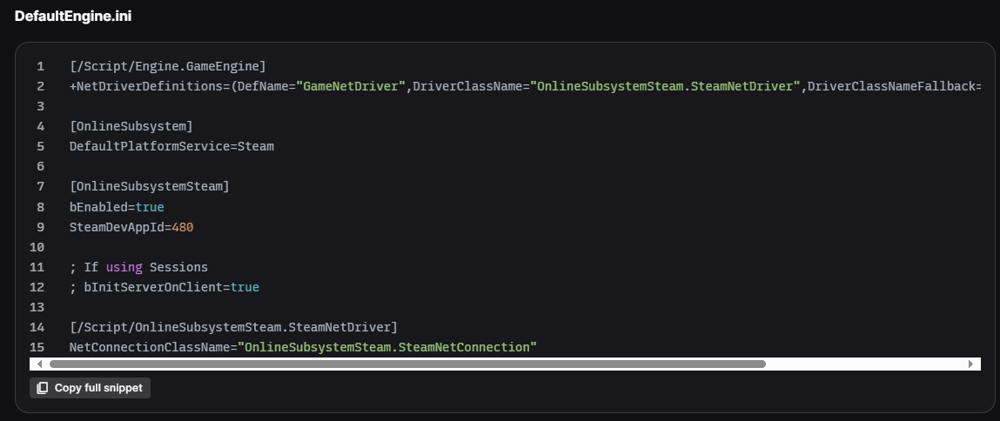 DefaultEngine.ini
1 [/Script/Engine.GameEngine]
2 +NetDriverDefinitions=(DefName="GameNetDriver",DriverClassName="OnlineSubsystemSteam.SteamNetDriver",DriverClassNameFallback=
3
4 [OnlineSubsystem]
5 DefaultPlatformService=Steam
6
7 [OnlineSubsystemSteam]
8 bEnabled=true
9 SteamDevAppId=480
10
11 ; If using Sessions
12 ; bInitServerOnClient=true
13
14 [/Script/OnlineSubsystemSteam.SteamNetDriver]
15 NetConnectionClassName="OnlineSubsystemSteam.SteamNetConnection"
Copy full snippet